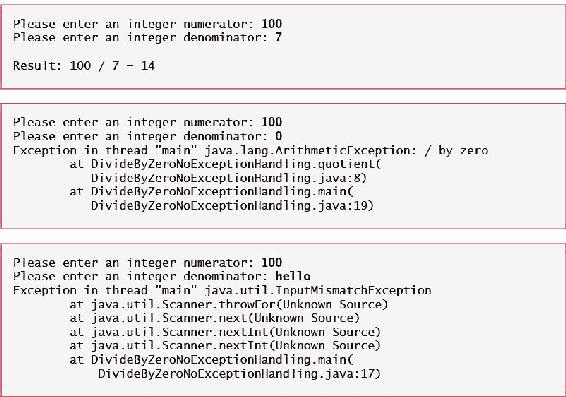 Please enter an integer numerator: 100
Please enter an integer denominator: 7
Result: 100 / 7 = 14
Please enter an integer numerator: 100
Please enter an integer denominator: 0
Exception in thread "main" java.lang.ArithmeticException: / by zero
at DivideByZeroNoExceptionHandling.quotient(
DivideByZeroNoExceptionHandling.java:8)
at DivideByZeroNoExceptionHandling.main(
DivideByZeroNoExceptionHandling.java:19)
Please enter an integer numerator: 100
Please enter an integer denominator: hello
Exception in thread "main" java.util.InputMismatchException
at java.util.Scanner.throwFor(Unknown Source)
at java.util.Scanner.next(Unknown Source)
at java.util.Scanner.nextInt(Unknown Source)
at java.util.Scanner.nextInt(Unknown Source)
at DivideByZeroNoExceptionHandling.main(
DivideByZeroNoExceptionHandling.java:17)